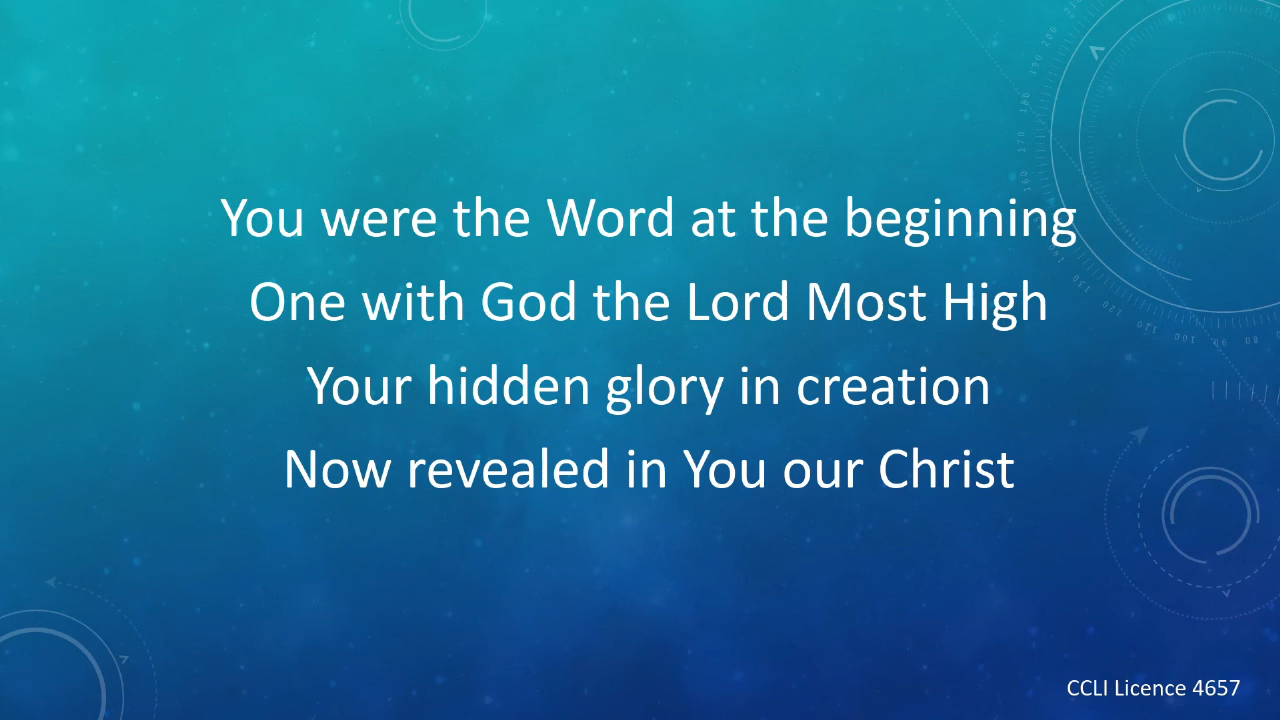 You were the Word at the beginning
One with God the Lord Most High
Your hidden glory in creation
Now revealed in You our Christ
CCLI Licence 4657